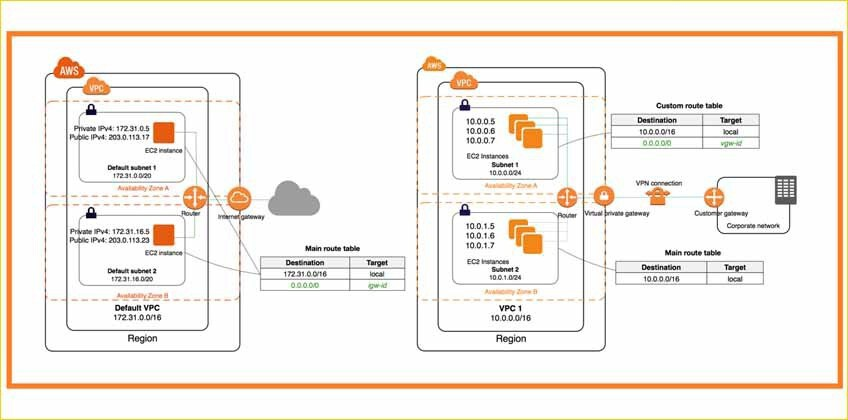 AWS
VPC
Private IPv4: 172.31.0.5
Public IPv4: 203.0.113.17
EC2 instance
Default subnet 1
172.31.0.0/20
Availability Zone A
Router
Internet gateway
Private IPv4: 172.31.16.5
Public IPv4: 203.0.113.23
EC2 instance
Default subnet 2
172.31.16.0/20
Availability Zone B
Default VPC
172.31.0.0/16
Region
Main route table
Destination Target
172.31.0.0/16 local
0.0.0.0/0 igw-id
AWS
VPC
10.0.0.5
10.0.0.6
10.0.0.7
EC2 Instances
Subnet 1
10.0.0.0/24
Availability Zone A
Router
Virtual private gateway
VPN connection
Customer gateway
Corporate network
10.0.1.5
10.0.1.6
10.0.1.7
EC2 Instances
Subnet 2
10.0.1.0/24
Availability Zone B
VPC 1
10.0.0.0/16
Region
Custom route table
Destination Target
10.0.0.0/16 local
0.0.0.0/0 vgw-id
Main route table
Destination Target
10.0.0.0/16 local